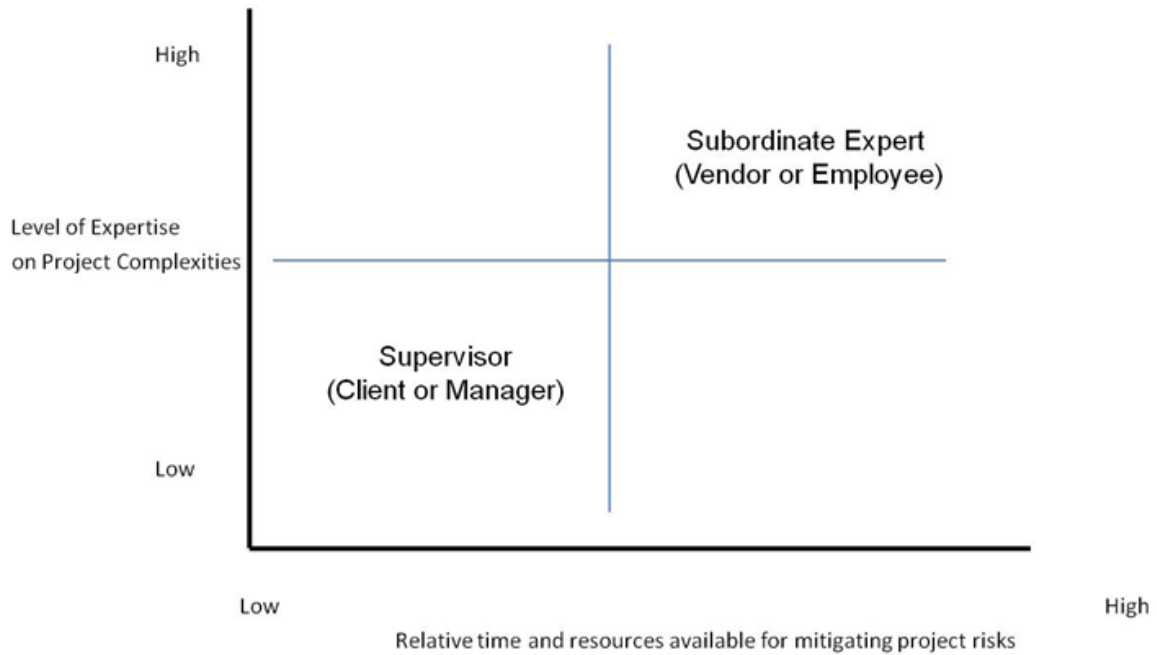 High
Subordinate Expert
(Vendor or Employee)
Level of Expertise
on Project Complexities
Supervisor
(Client or Manager)
Low
Low
High
Relative time and resources available for mitigating project risks